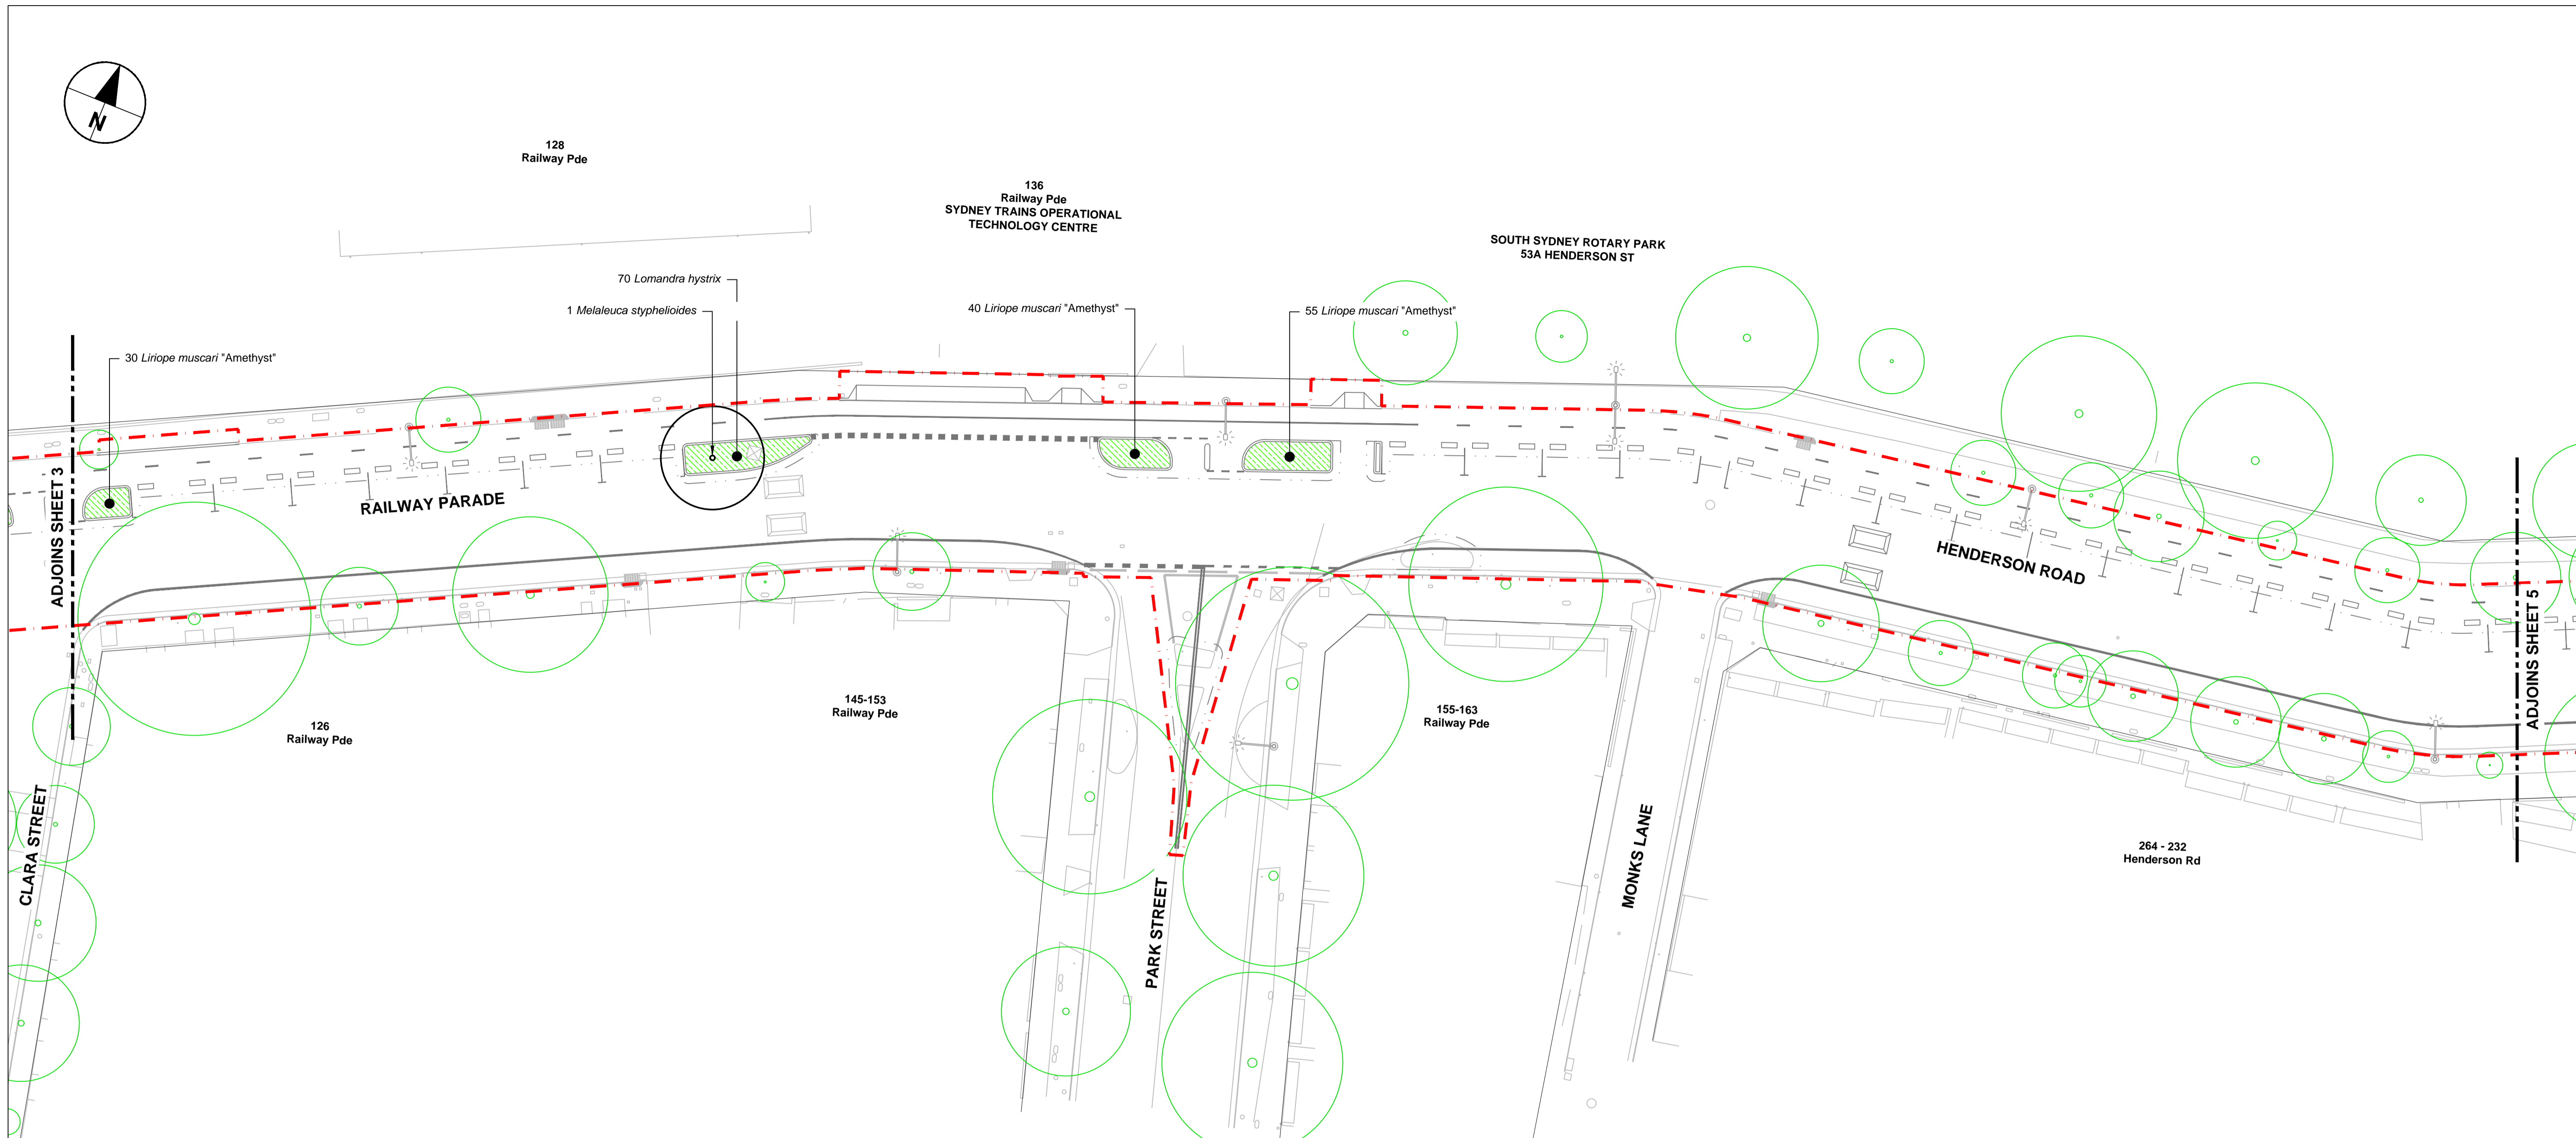 N
128
Railway Pde
136
Railway Pde
SYDNEY TRAINS OPERATIONAL
TECHNOLOGY CENTRE
SOUTH SYDNEY ROTARY PARK
53A HENDERSON ST
70 Lomandra hystrix
1 Melaleuca styphelioides
40 Liriope muscari "Amethyst"
55 Liriope muscari "Amethyst"
30 Liriope muscari "Amethyst"
ADJOINS SHEET 3
RAILWAY PARADE
HENDERSON ROAD
ADJOINS SHEET 5
126
Railway Pde
145-153
Railway Pde
155-163
Railway Pde
CLARA STREET
PARK STREET
MONKS LANE
264 - 232
Henderson Rd